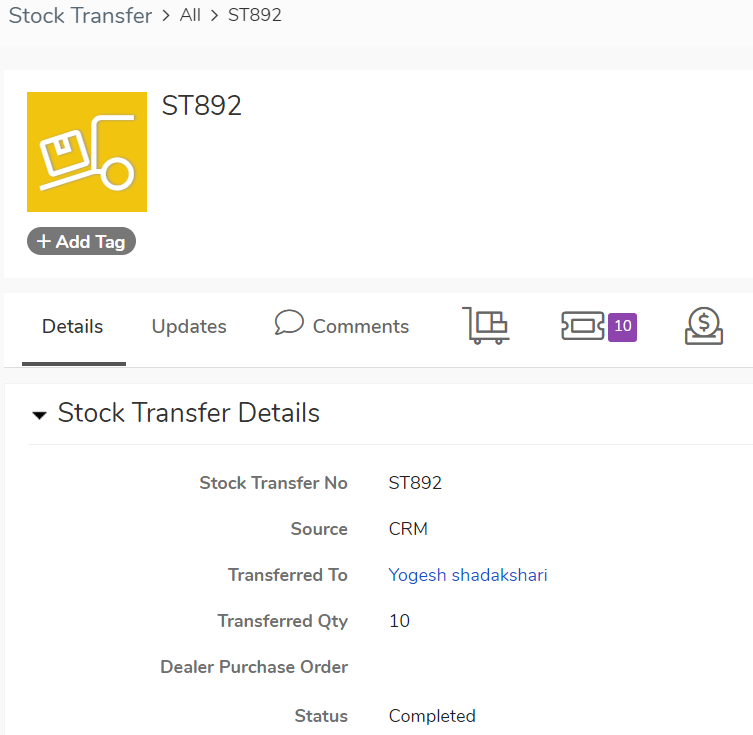 Stock Transfer > All > ST892
ST892
+ Add Tag
Details Updates Comments 10
Stock Transfer Details
Stock Transfer No ST892
Source CRM
Transferred To Yogesh shadakshari
Transferred Qty 10
Dealer Purchase Order
Status Completed